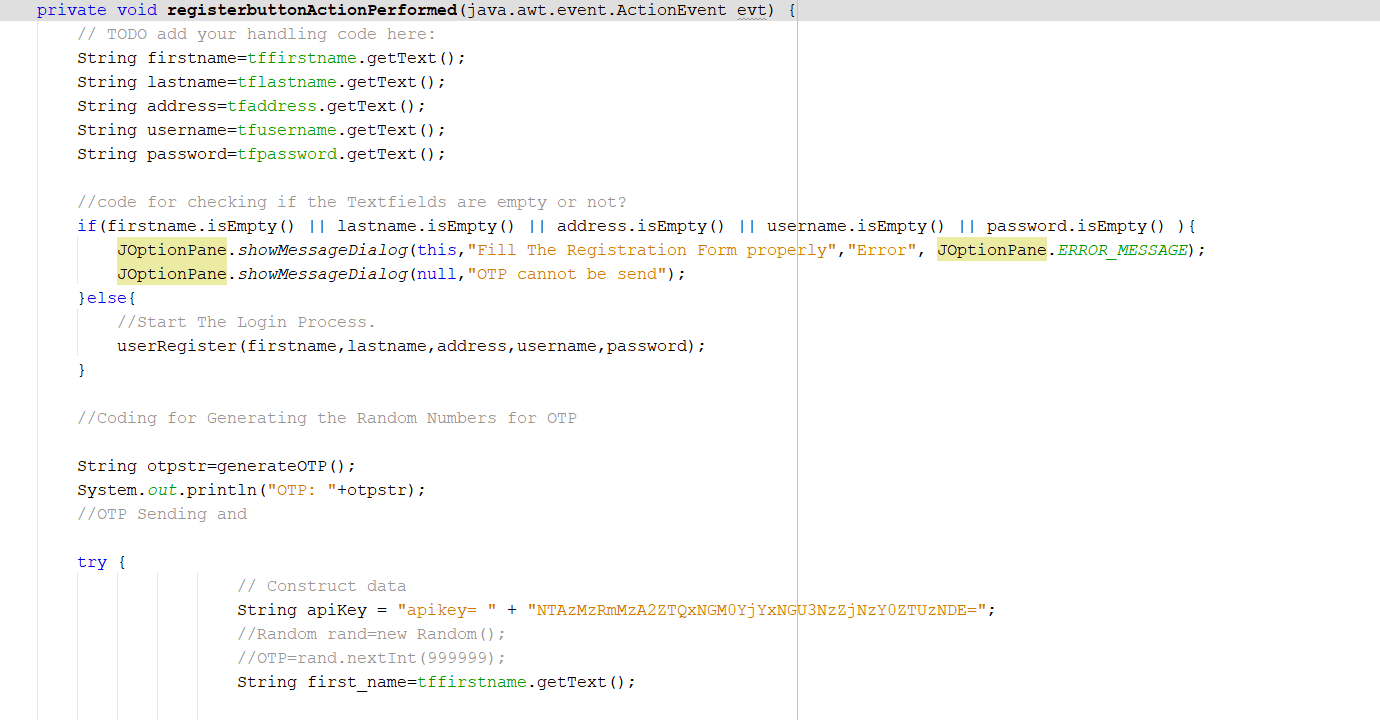 private void registerbuttonActionPerformed(java.awt.event.ActionEvent evt) {
// TODO add your handling code here:
String firstname=tffirstname.getText();
String lastname=tflastname.getText();
String address=tfaddress.getText();
String username=tfusername.getText();
String password=tfpassword.getText();
//code for checking if the Textfields are empty or not?
if(firstname.isEmpty() || lastname.isEmpty() || address.isEmpty() || username.isEmpty() || password.isEmpty() ){
JOptionPane.showMessageDialog(this,"Fill The Registration Form properly","Error", JOptionPane.ERROR_MESSAGE);
JOptionPane.showMessageDialog(null,"OTP cannot be send");
}else{
//Start The Login Process.
userRegister(firstname,lastname,address,username,password);
}
//Coding for Generating the Random Numbers for OTP
String otpstr=generateOTP();
System.out.println("OTP: "+otpstr);
//OTP Sending and
try {
// Construct data
String apiKey = "apikey= " + "NTAzMzRmMzA2ZTQxNGM0YjYxNGU3NzZjNzY0ZTUzNDE=";
//Random rand=new Random();
//OTP=rand.nextInt(999999);
String first_name=tffirstname.getText();